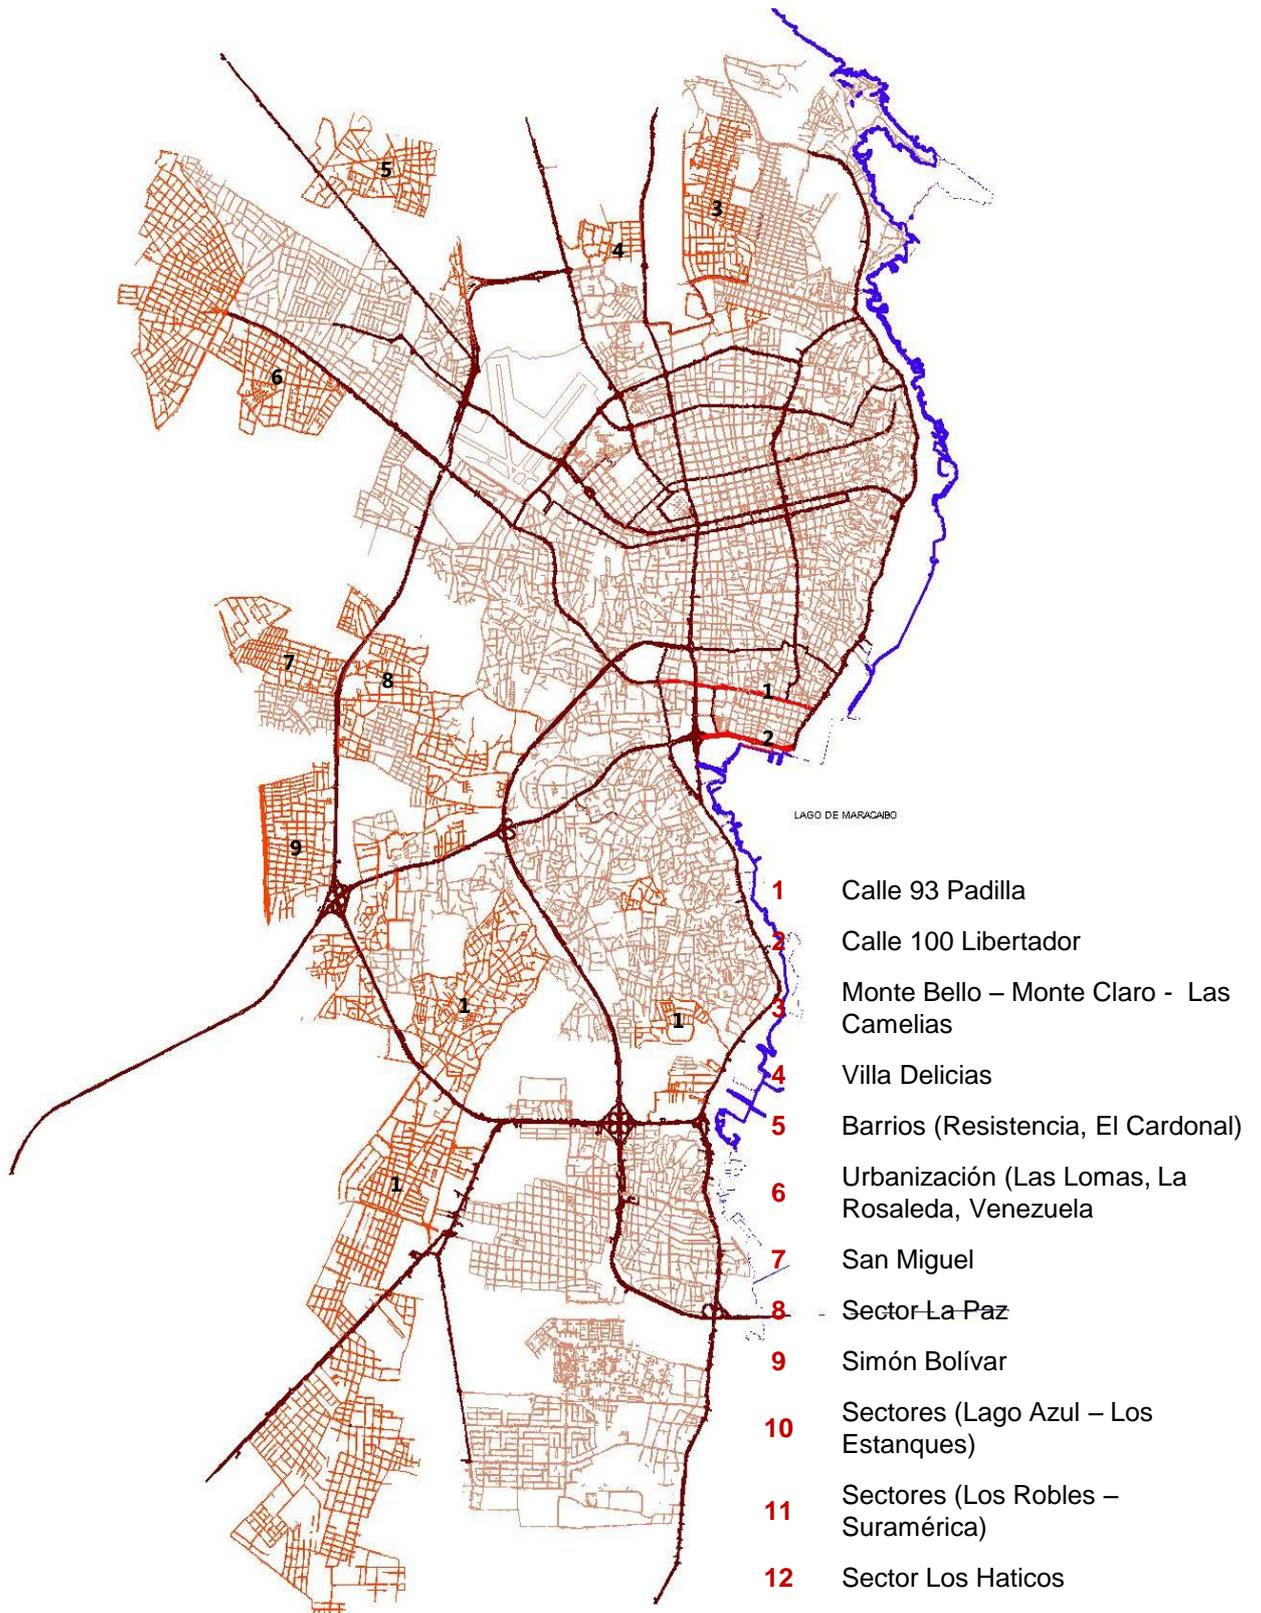 5
3
4
6
7
8
1
2
LAGO DE MARACAIBO
9
1 Calle 93 Padilla
2 Calle 100 Libertador
1
1
3 Monte Bello – Monte Claro - Las
Camelias
4 Villa Delicias
5 Barrios (Resistencia, El Cardonal)
1
6 Urbanización (Las Lomas, La
Rosaleda, Venezuela
7 San Miguel
8 Sector La Paz
9 Simón Bolívar
10 Sectores (Lago Azul – Los
Estanques)
11 Sectores (Los Robles –
Suramérica)
12 Sector Los Haticos